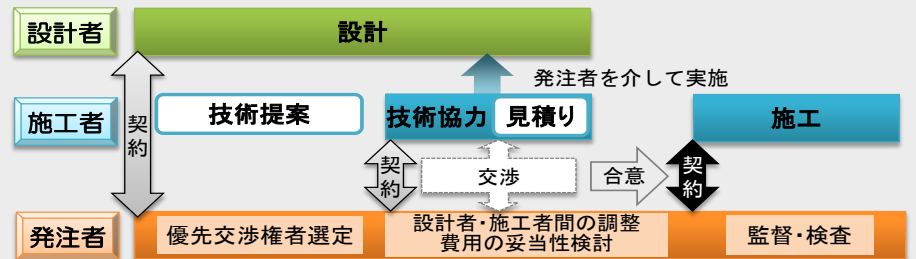 設計者
設計
発注者を介して実施
施工者
技術提案
技術協力
見積り
施工
契約
契約
交渉
合意
契約
発注者
優先交渉権者選定
設計者・施工者間の調整
費用の妥当性検討
監督・検査